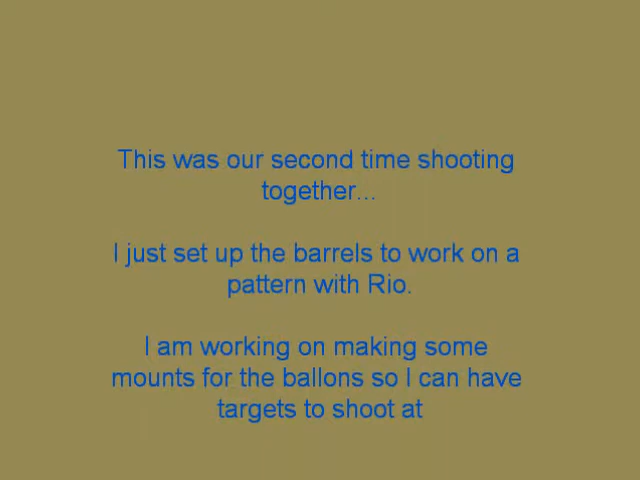 This was our second time shooting
together...
I just set up the barrels to work on a
pattern with Rio.
I am working on making some
mounts for the ballons so I can have
targets to shoot at